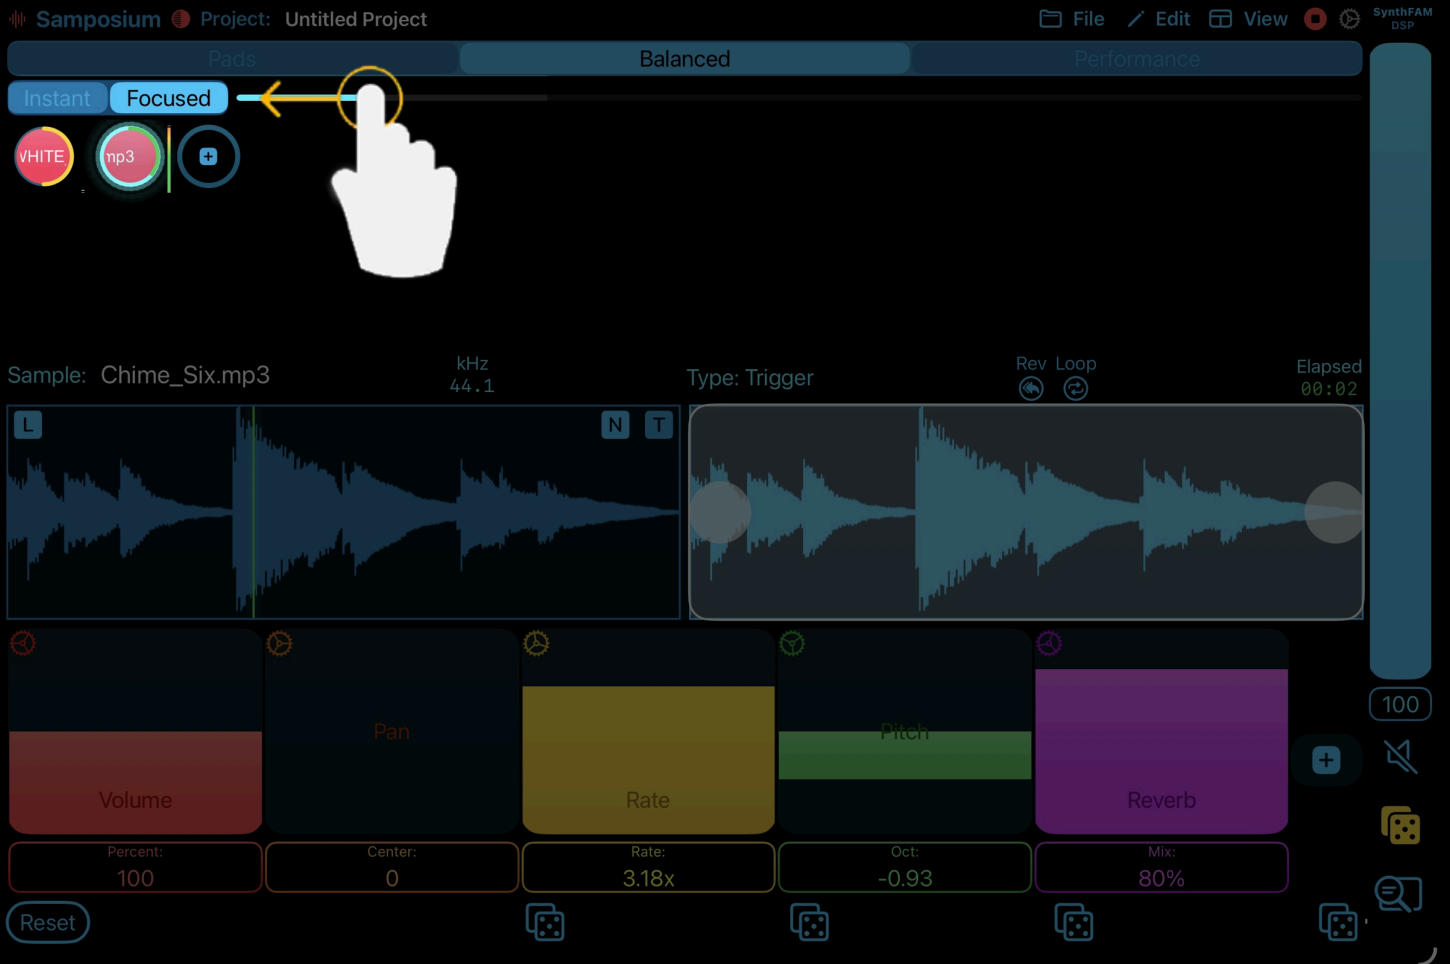 Samposium Project: Untitled Project File Edit View SynthFAM
DSP
Pads Balanced Performance
Instant Focused
WHITE mp3
Sample: Chime_Six.mp3 kHz
44.1 Type: Trigger Rev Loop Elapsed
00:02
L N T
Volume Pan Rate Pitch Reverb
100
Percent: Center: Rate: Oct: Mix:
100 0 3.18x -0.93 80%
Reset